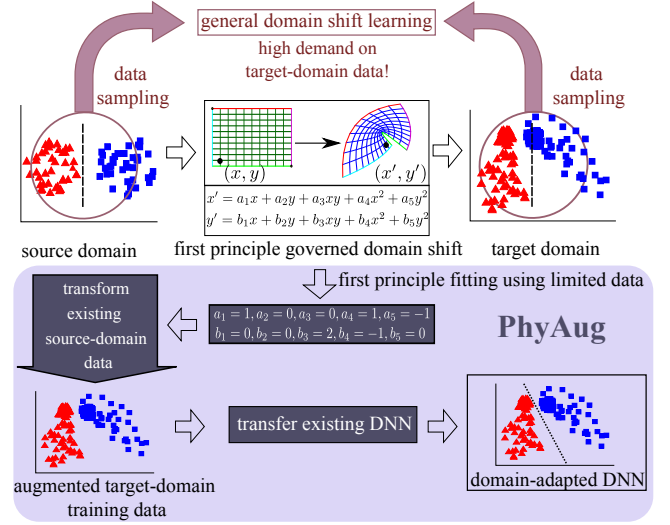 general domain shift learning
high demand on
target-domain data!
data
sampling
data
sampling
(x, y)
(x′, y′)
x′ = a₁x + a₂y + a₃xy + a₄x² + a₅y²
y′ = b₁x + b₂y + b₃xy + b₄x² + b₅y²
source domain
first principle governed domain shift
target domain
first principle fitting using limited data
transform
existing
source-domain
data
a₁ = 1, a₂ = 0, a₃ = 0, a₄ = 1, a₅ = −1
b₁ = 0, b₂ = 0, b₃ = 2, b₄ = −1, b₅ = 0
PhyAug
transfer existing DNN
augmented target-domain
training data
domain-adapted DNN